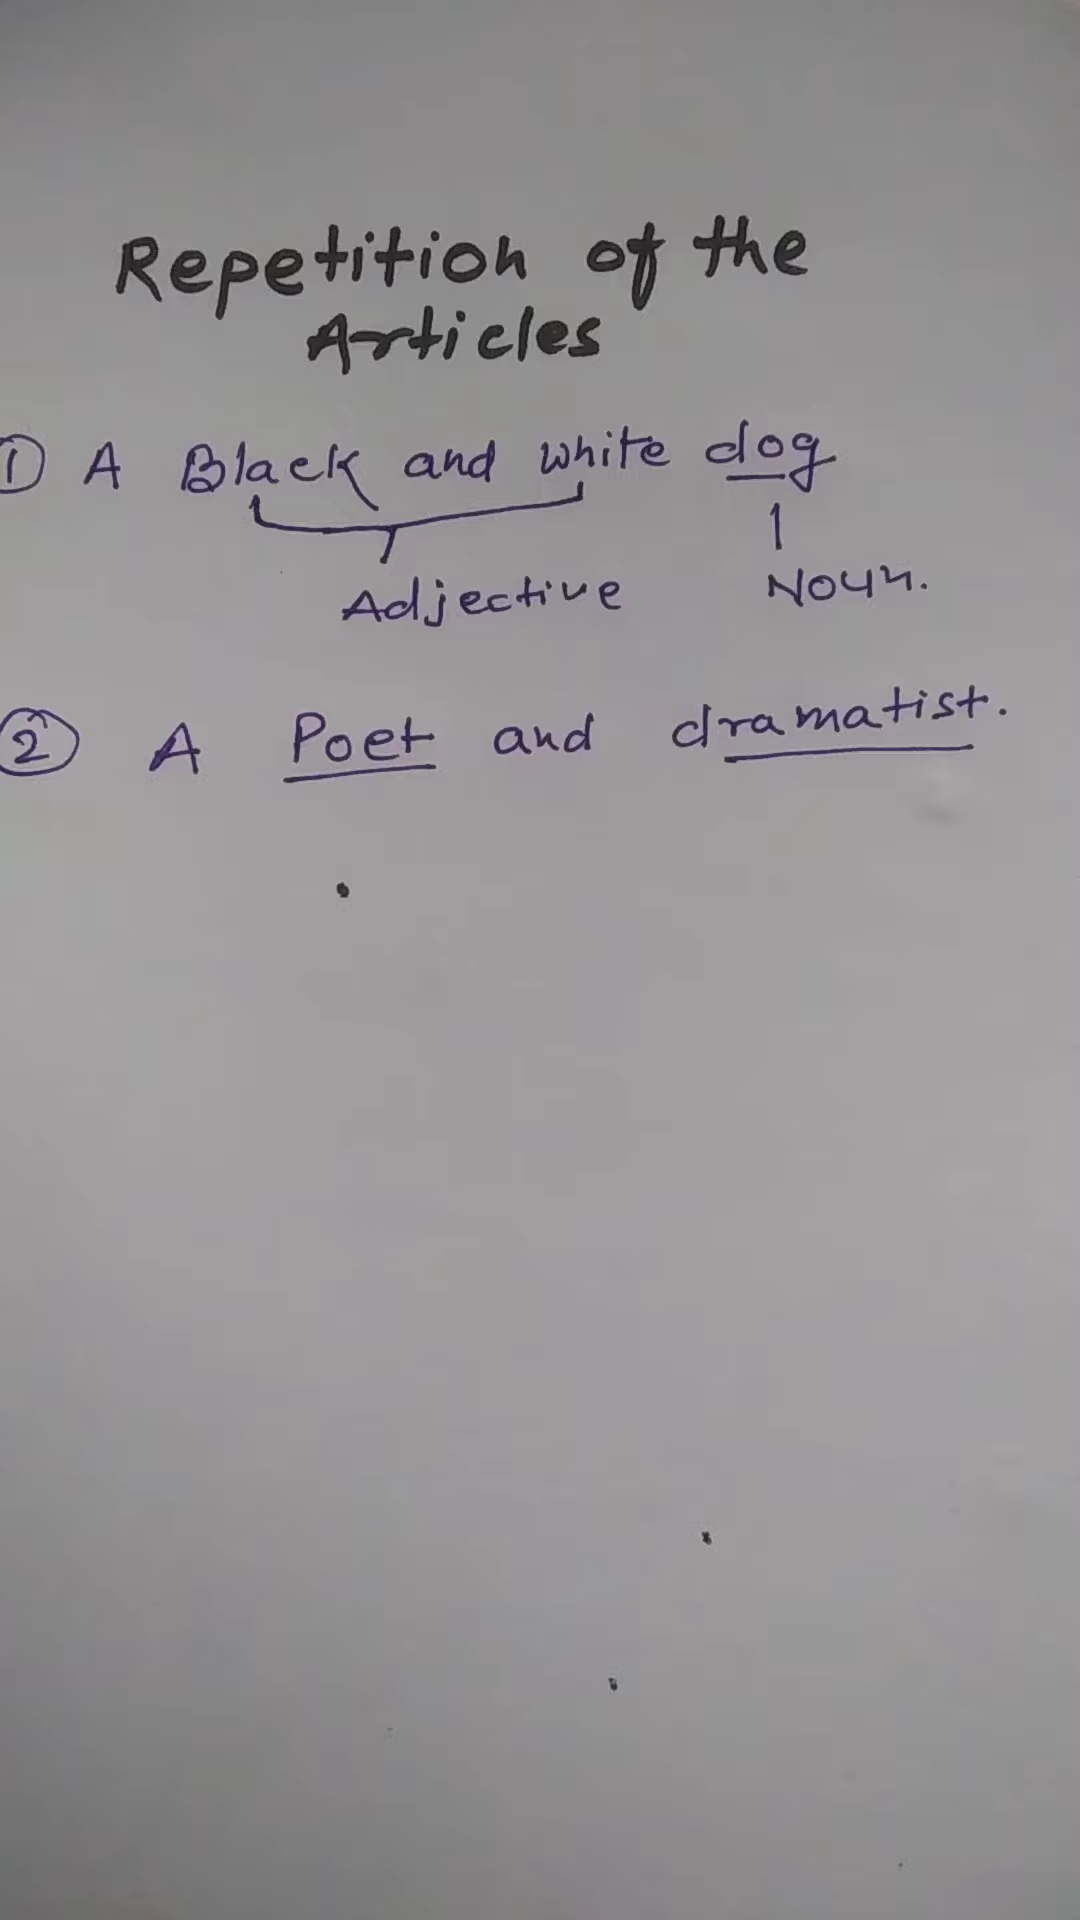 Repetition of the
Articles
① A Black and white dog
Adjective Noun.
② A Poet and dramatist.